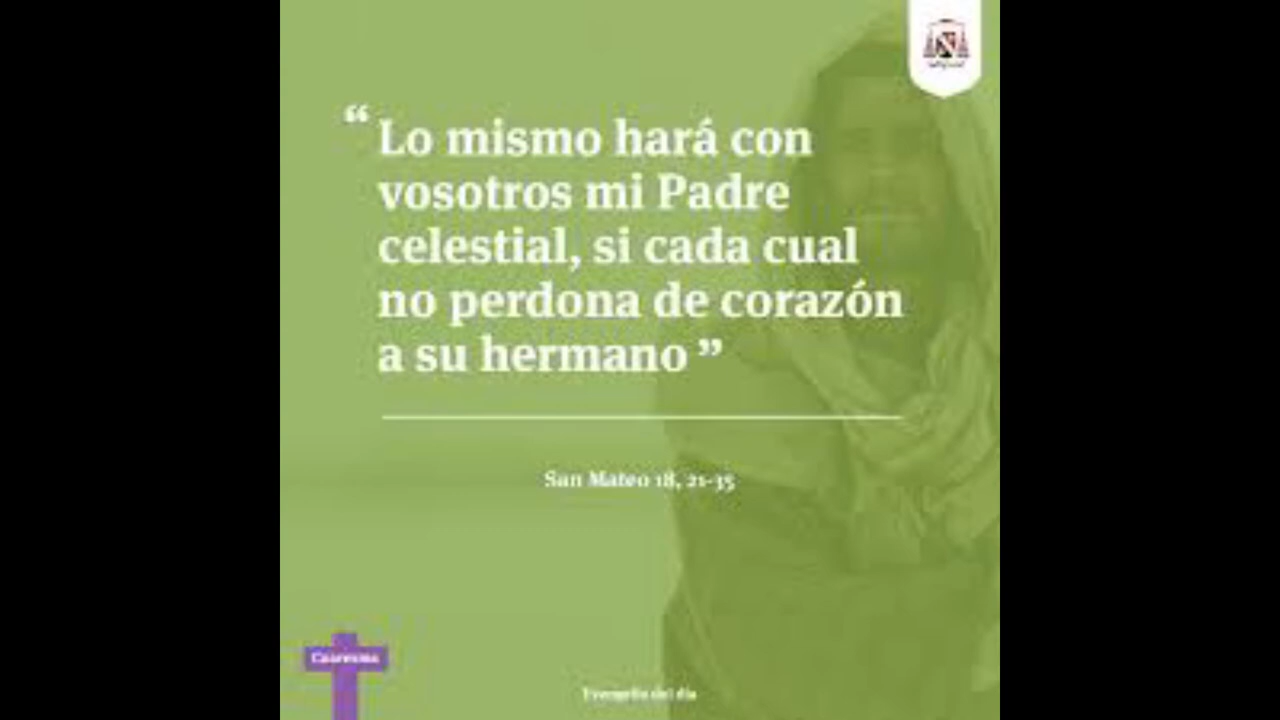 “Lo mismo hará con
vosotros mi Padre
celestial, si cada cual
no perdona de corazón
a su hermano”
San Mateo 18, 21-35
Cuaresma
Evangelio del día